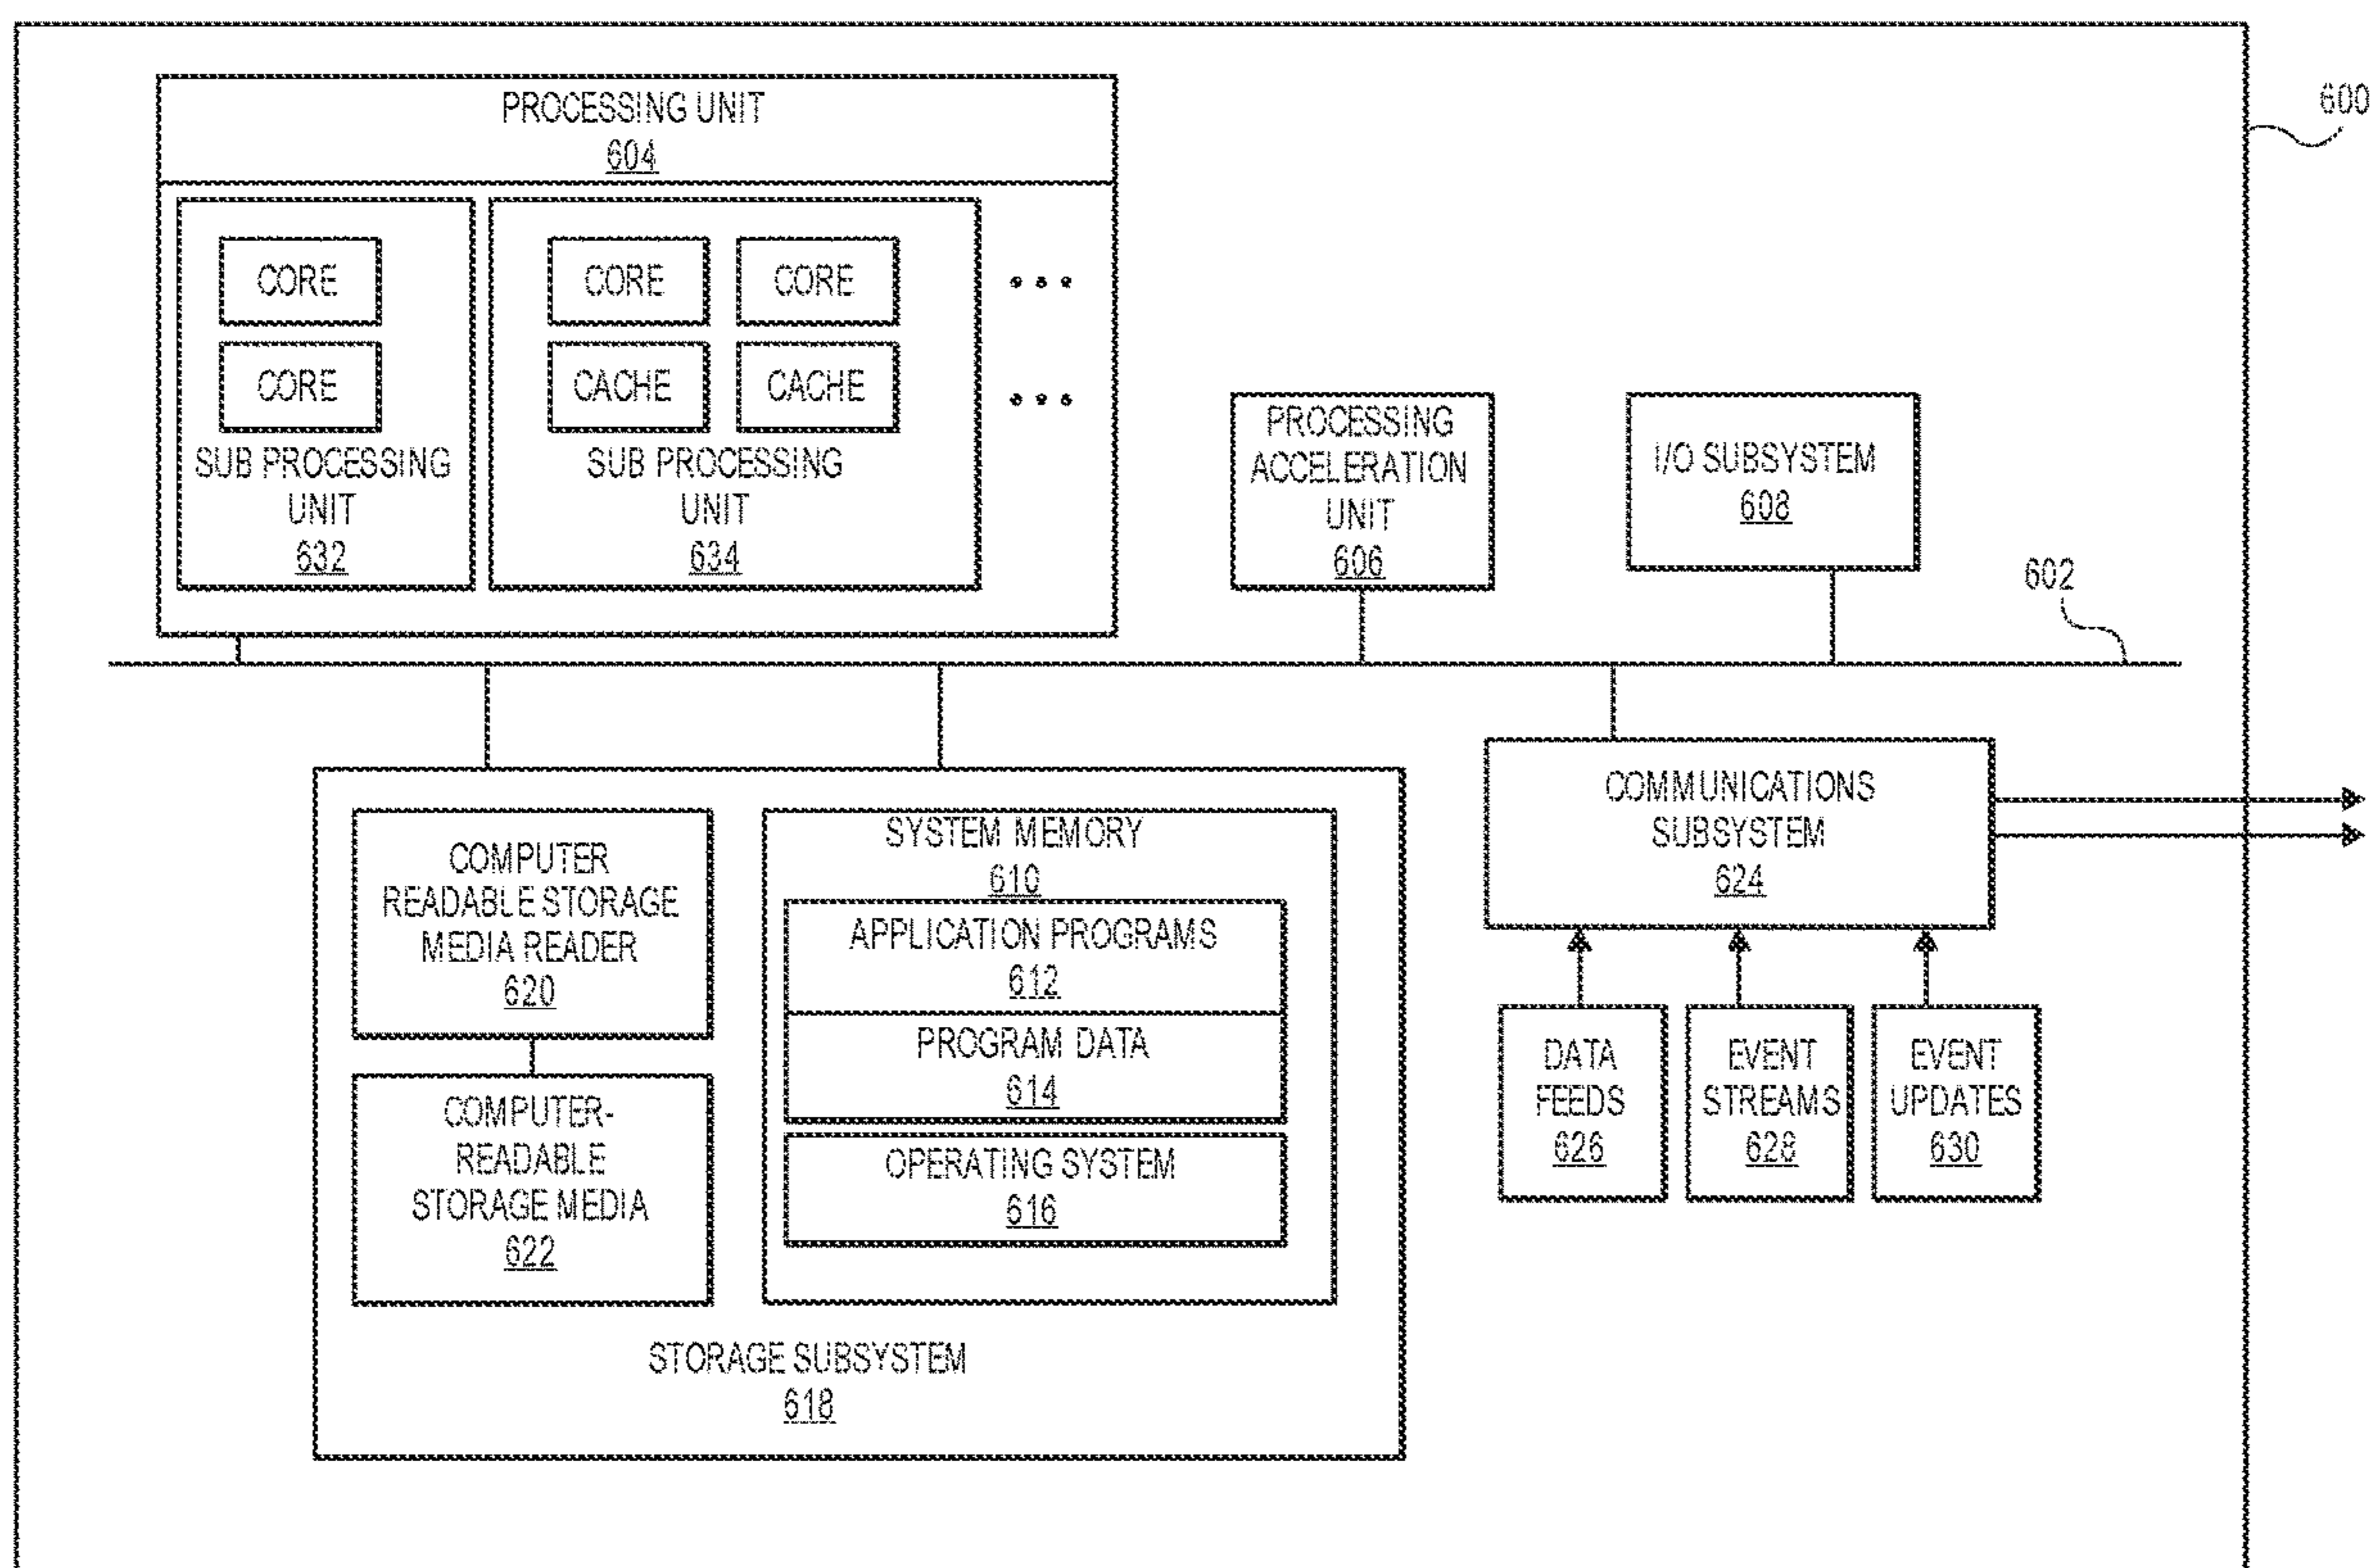 600
PROCESSING UNIT
604
CORE
CORE
SUB PROCESSING
UNIT
632
CORE CORE
CACHE CACHE
SUB PROCESSING
UNIT
634
PROCESSING
ACCELERATION
UNIT
606
I/O SUBSYSTEM
608
602
COMPUTER
READABLE STORAGE
MEDIA READER
620
COMPUTER-
READABLE
STORAGE MEDIA
622
SYSTEM MEMORY
610
APPLICATION PROGRAMS
612
PROGRAM DATA
614
OPERATING SYSTEM
616
STORAGE SUBSYSTEM
618
COMMUNICATIONS
SUBSYSTEM
624
DATA
FEEDS
626
EVENT
STREAMS
628
EVENT
UPDATES
630